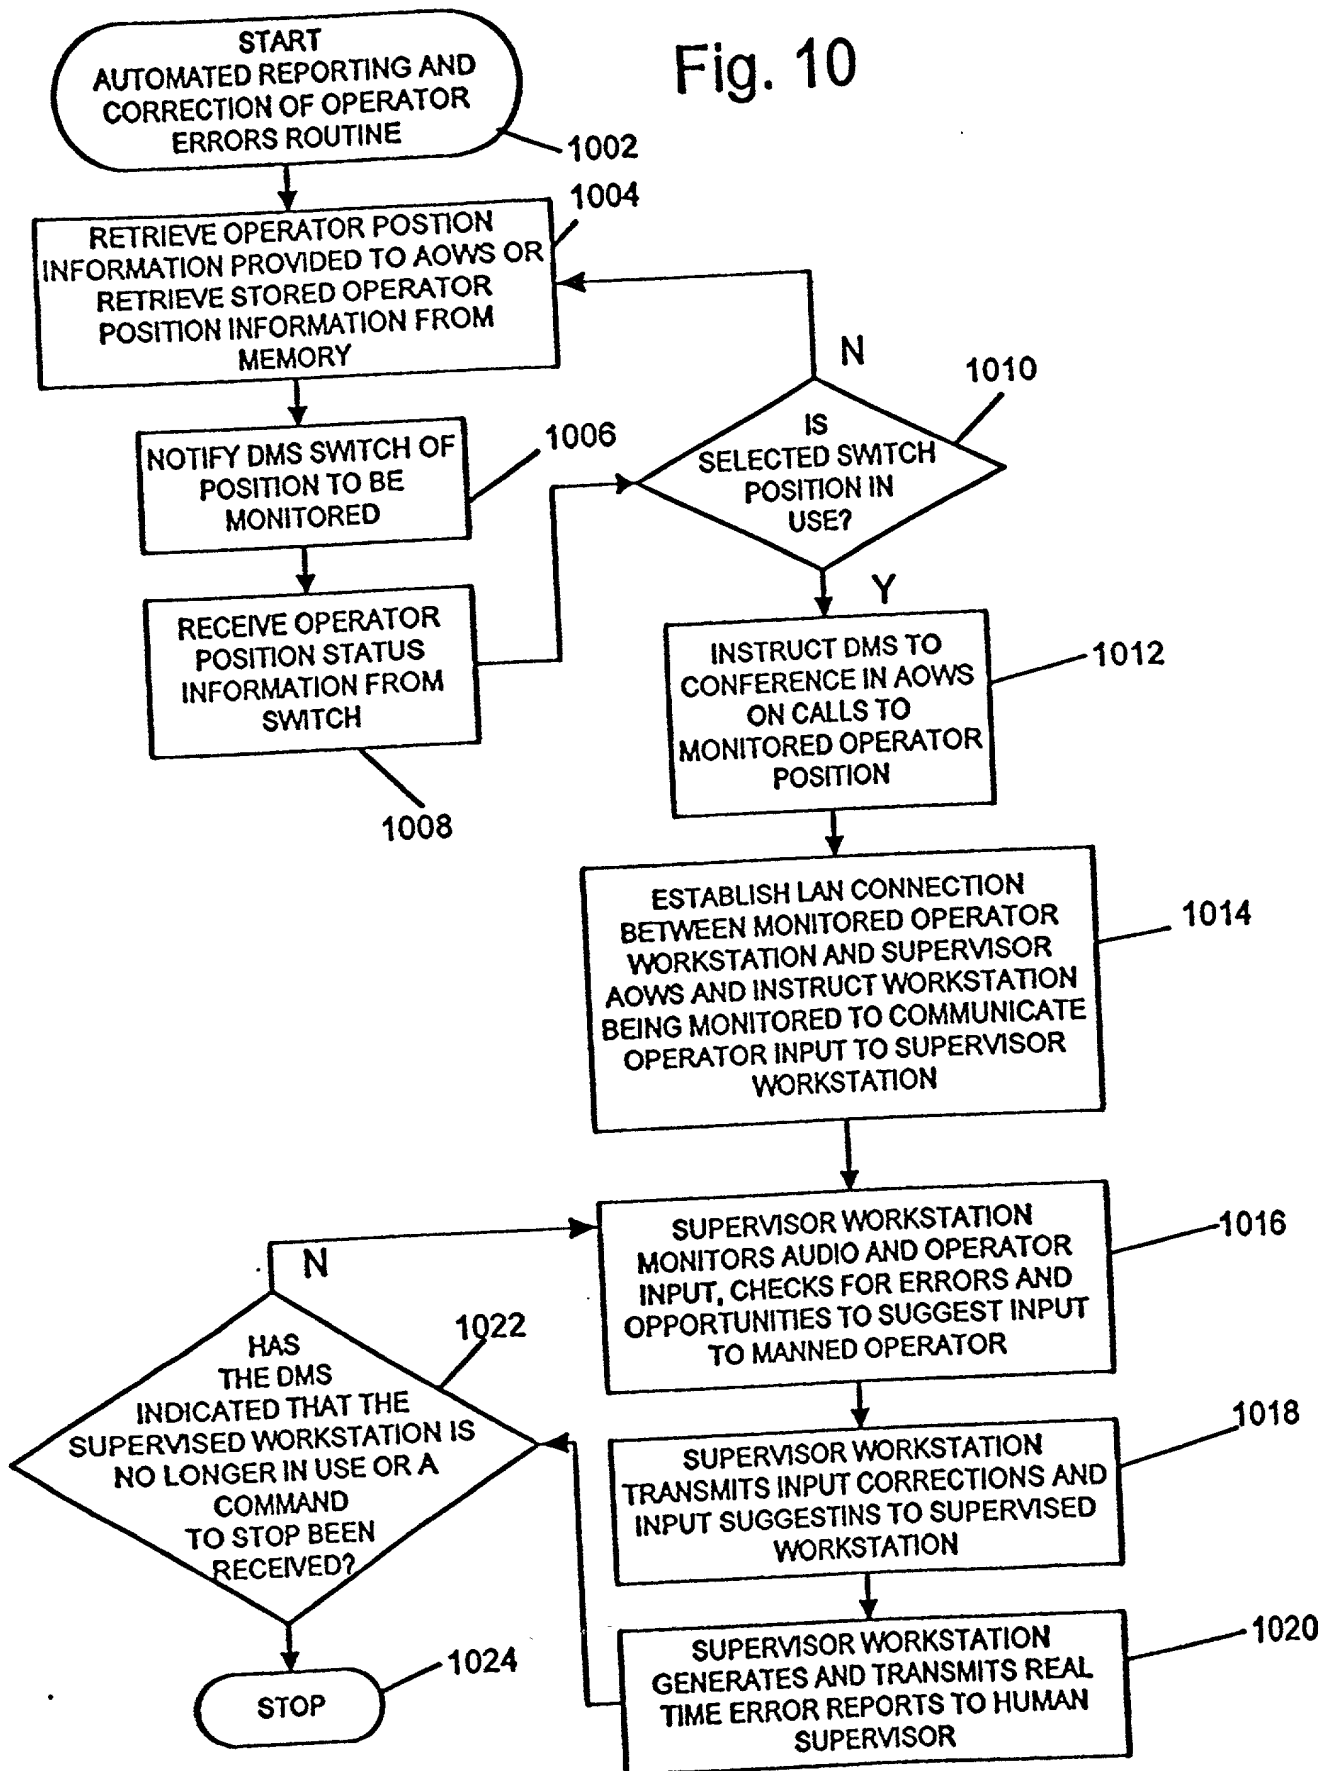 Fig. 10
START
AUTOMATED REPORTING AND
CORRECTION OF OPERATOR
ERRORS ROUTINE
1002
1004
RETRIEVE OPERATOR POSTION
INFORMATION PROVIDED TO AOWS OR
RETRIEVE STORED OPERATOR
POSITION INFORMATION FROM
MEMORY
NOTIFY DMS SWITCH OF
POSITION TO BE
MONITORED
1006
RECEIVE OPERATOR
POSITION STATUS
INFORMATION FROM
SWITCH
1008
N
1010
IS
SELECTED SWITCH
POSITION IN
USE?
Y
INSTRUCT DMS TO
CONFERENCE IN AOWS
ON CALLS TO
MONITORED OPERATOR
POSITION
1012
ESTABLISH LAN CONNECTION
BETWEEN MONITORED OPERATOR
WORKSTATION AND SUPERVISOR
AOWS AND INSTRUCT WORKSTATION
BEING MONITORED TO COMMUNICATE
OPERATOR INPUT TO SUPERVISOR
WORKSTATION
1014
SUPERVISOR WORKSTATION
MONITORS AUDIO AND OPERATOR
INPUT, CHECKS FOR ERRORS AND
OPPORTUNITIES TO SUGGEST INPUT
TO MANNED OPERATOR
1016
SUPERVISOR WORKSTATION
TRANSMITS INPUT CORRECTIONS AND
INPUT SUGGESTINS TO SUPERVISED
WORKSTATION
1018
SUPERVISOR WORKSTATION
GENERATES AND TRANSMITS REAL
TIME ERROR REPORTS TO HUMAN
SUPERVISOR
1020
N
1022
HAS
THE DMS
INDICATED THAT THE
SUPERVISED WORKSTATION IS
NO LONGER IN USE OR A
COMMAND
TO STOP BEEN
RECEIVED?
STOP
1024